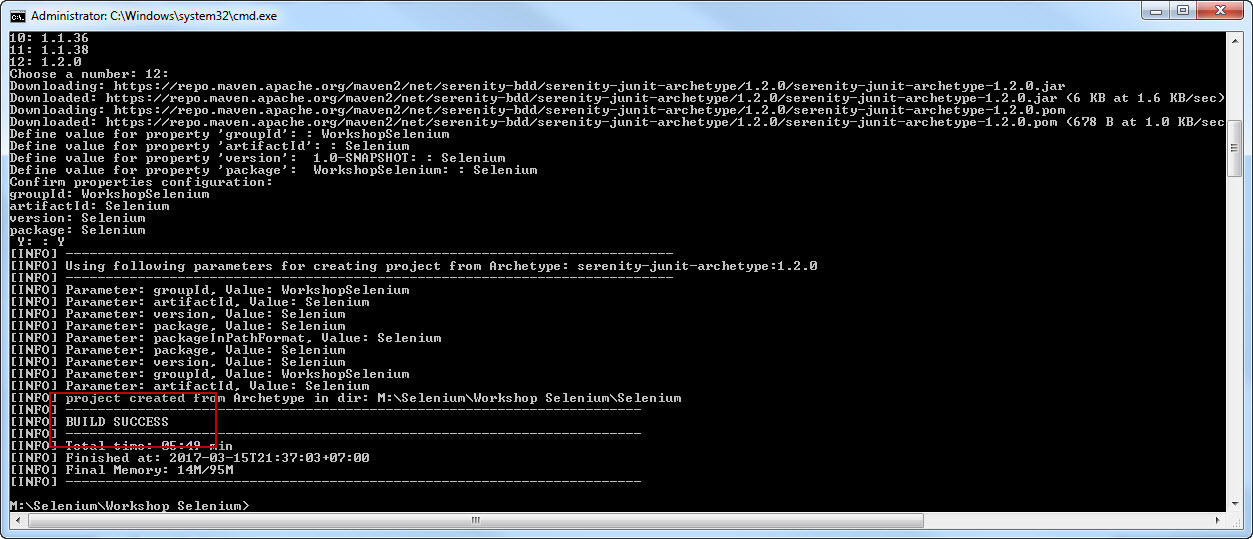 Administrator: C:\Windows\system32\cmd.exe
10: 1.1.36
11: 1.1.38
12: 1.2.0
Choose a number: 12:
Downloading: https://repo.maven.apache.org/maven2/net/serenity-bdd/serenity-junit-archetype/1.2.0/serenity-junit-archetype-1.2.0.jar
Downloaded: https://repo.maven.apache.org/maven2/net/serenity-bdd/serenity-junit-archetype/1.2.0/serenity-junit-archetype-1.2.0.jar (6 KB at 1.6 KB/sec)
Downloading: https://repo.maven.apache.org/maven2/net/serenity-bdd/serenity-junit-archetype/1.2.0/serenity-junit-archetype-1.2.0.pom
Downloaded: https://repo.maven.apache.org/maven2/net/serenity-bdd/serenity-junit-archetype/1.2.0/serenity-junit-archetype-1.2.0.pom (678 B at 1.0 KB/sec
Define value for property 'groupId': : WorkshopSelenium
Define value for property 'artifactId': : Selenium
Define value for property 'version':  1.0-SNAPSHOT: : Selenium
Define value for property 'package':  WorkshopSelenium: : Selenium
Confirm properties configuration:
groupId: WorkshopSelenium
artifactId: Selenium
version: Selenium
package: Selenium
 Y: : Y
[INFO] ----------------------------------------------------------------------------
[INFO] Using following parameters for creating project from Archetype: serenity-junit-archetype:1.2.0
[INFO] ----------------------------------------------------------------------------
[INFO] Parameter: groupId, Value: WorkshopSelenium
[INFO] Parameter: artifactId, Value: Selenium
[INFO] Parameter: version, Value: Selenium
[INFO] Parameter: package, Value: Selenium
[INFO] Parameter: packageInPathFormat, Value: Selenium
[INFO] Parameter: package, Value: Selenium
[INFO] Parameter: version, Value: Selenium
[INFO] Parameter: groupId, Value: WorkshopSelenium
[INFO] Parameter: artifactId, Value: Selenium
[INFO] project created from Archetype in dir: M:\Selenium\Workshop Selenium\Selenium
[INFO] ------------------------------------------------------------------------
[INFO] BUILD SUCCESS
[INFO] ------------------------------------------------------------------------
[INFO] Total time: 05:49 min
[INFO] Finished at: 2017-03-15T21:37:03+07:00
[INFO] Final Memory: 14M/95M
[INFO] ------------------------------------------------------------------------
M:\Selenium\Workshop Selenium>